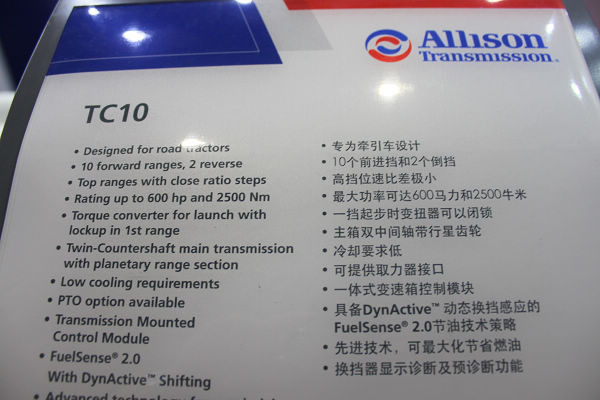 Allison
Transmission®
TC10
• Designed for road tractors
• 10 forward ranges, 2 reverse
• Top ranges with close ratio steps
• Rating up to 600 hp and 2500 Nm
• Torque converter for launch with
lockup in 1st range
• Twin-Countershaft main transmission
with planetary range section
• Low cooling requirements
• PTO option available
• Transmission Mounted
Control Module
• FuelSense® 2.0
With DynActive™ Shifting
• Advanced technology
• 专为牵引车设计
• 10个前进挡和2个倒挡
• 高挡位速比差极小
• 最大功率可达600马力和2500牛米
• 一挡起步时变扭器可以闭锁
• 主箱双中间轴带行星齿轮
• 冷却要求低
• 可提供取力器接口
• 一体式变速箱控制模块
• 具备DynActive™ 动态换挡感应的
FuelSense® 2.0节油技术策略
• 先进技术，可最大化节省燃油
• 换挡器显示诊断及预诊断功能